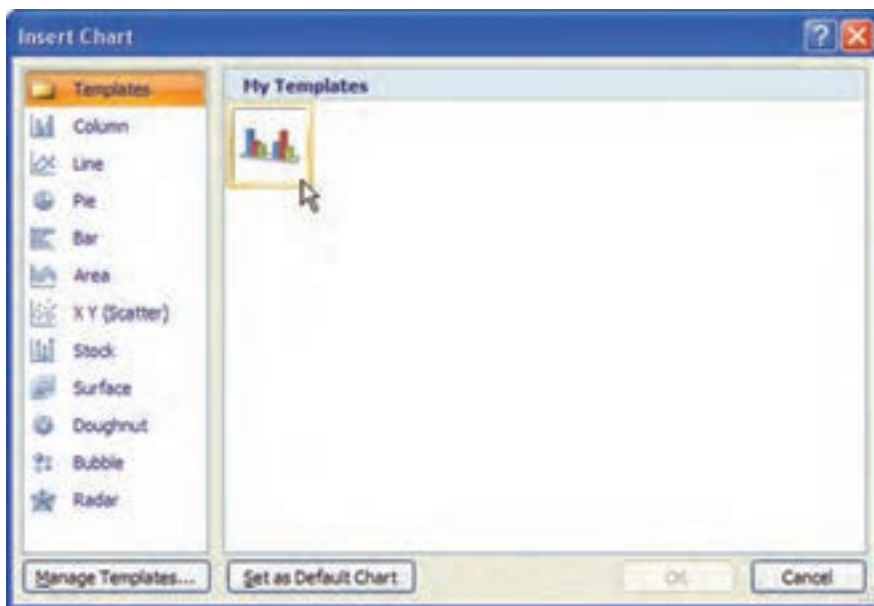 Insert Chart
Templates
Column
Line
Pie
Bar
Area
X Y (Scatter)
Stock
Surface
Doughnut
Bubble
Radar
My Templates
Manage Templates...
Set as Default Chart
OK
Cancel